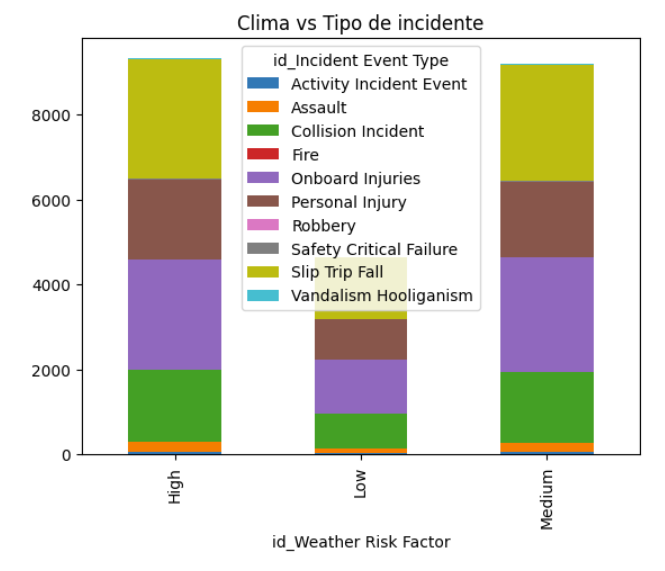 Clima vs Tipo de incidente
id_Incident Event Type
Activity Incident Event
Assault
Collision Incident
Fire
Onboard Injuries
Personal Injury
Robbery
Safety Critical Failure
Slip Trip Fall
Vandalism Hooliganism
8000
6000
4000
2000
0
High
Low
Medium
id_Weather Risk Factor